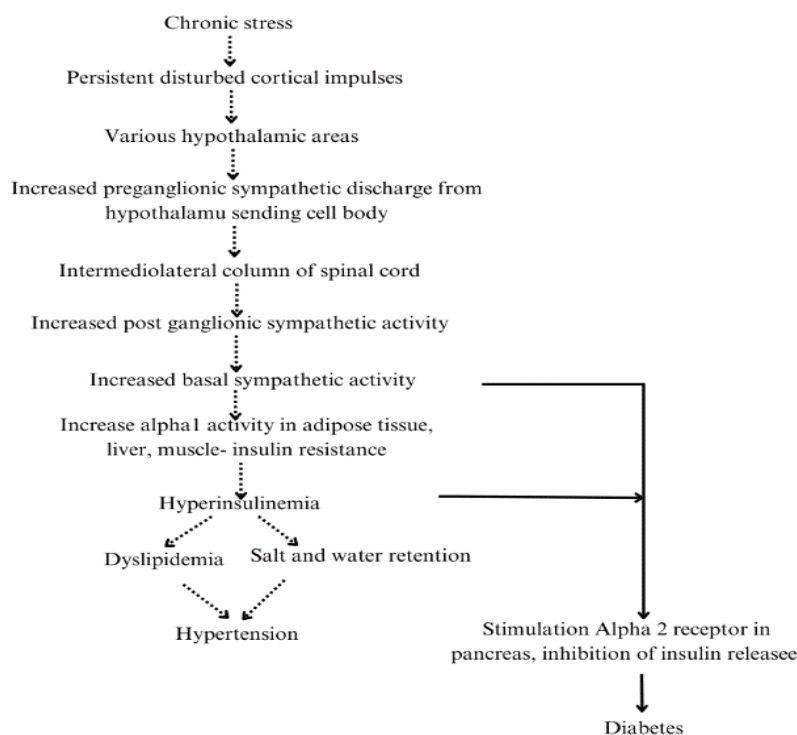 Chronic stress
Persistent disturbed cortical impulses
Various hypothalamic areas
Increased preganglionic sympathetic discharge from
hypothalamu sending cell body
Intermediolateral column of spinal cord
Increased post ganglionic sympathetic activity
Increased basal sympathetic activity
Increase alpha1 activity in adipose tissue,
liver, muscle- insulin resistance
Hyperinsulinemia
Dyslipidemia
Salt and water retention
Hypertension
Stimulation Alpha 2 receptor in
pancreas, inhibition of insulin releasee
Diabetes